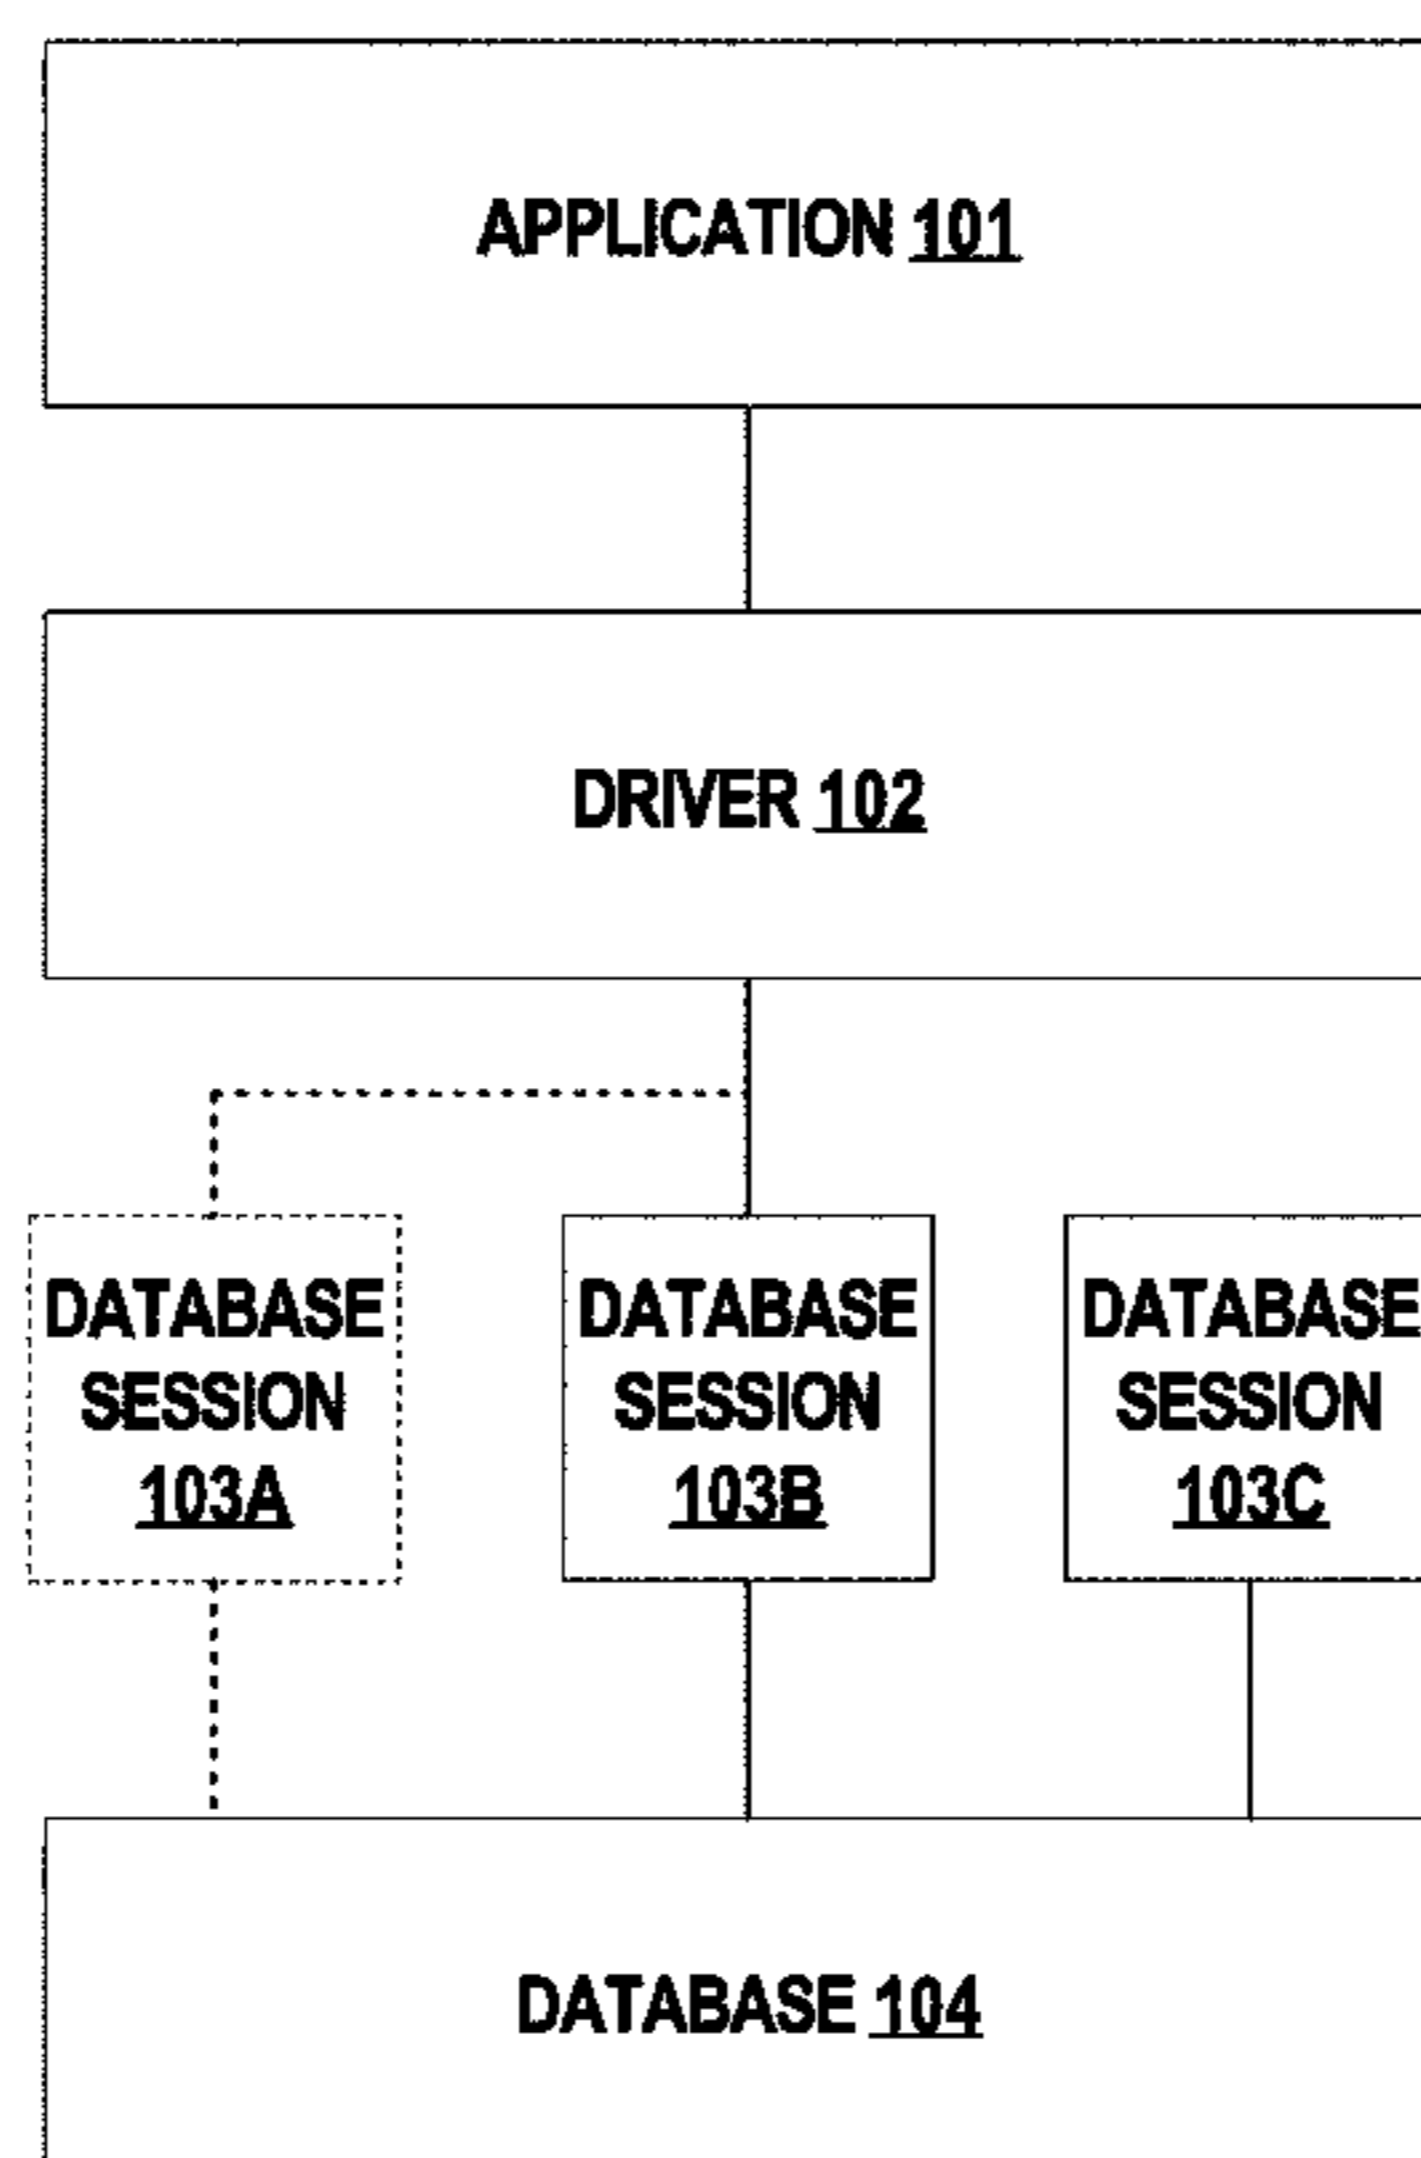 APPLICATION 101
DRIVER 102
DATABASE
SESSION
103A
DATABASE
SESSION
103B
DATABASE
SESSION
103C
DATABASE 104